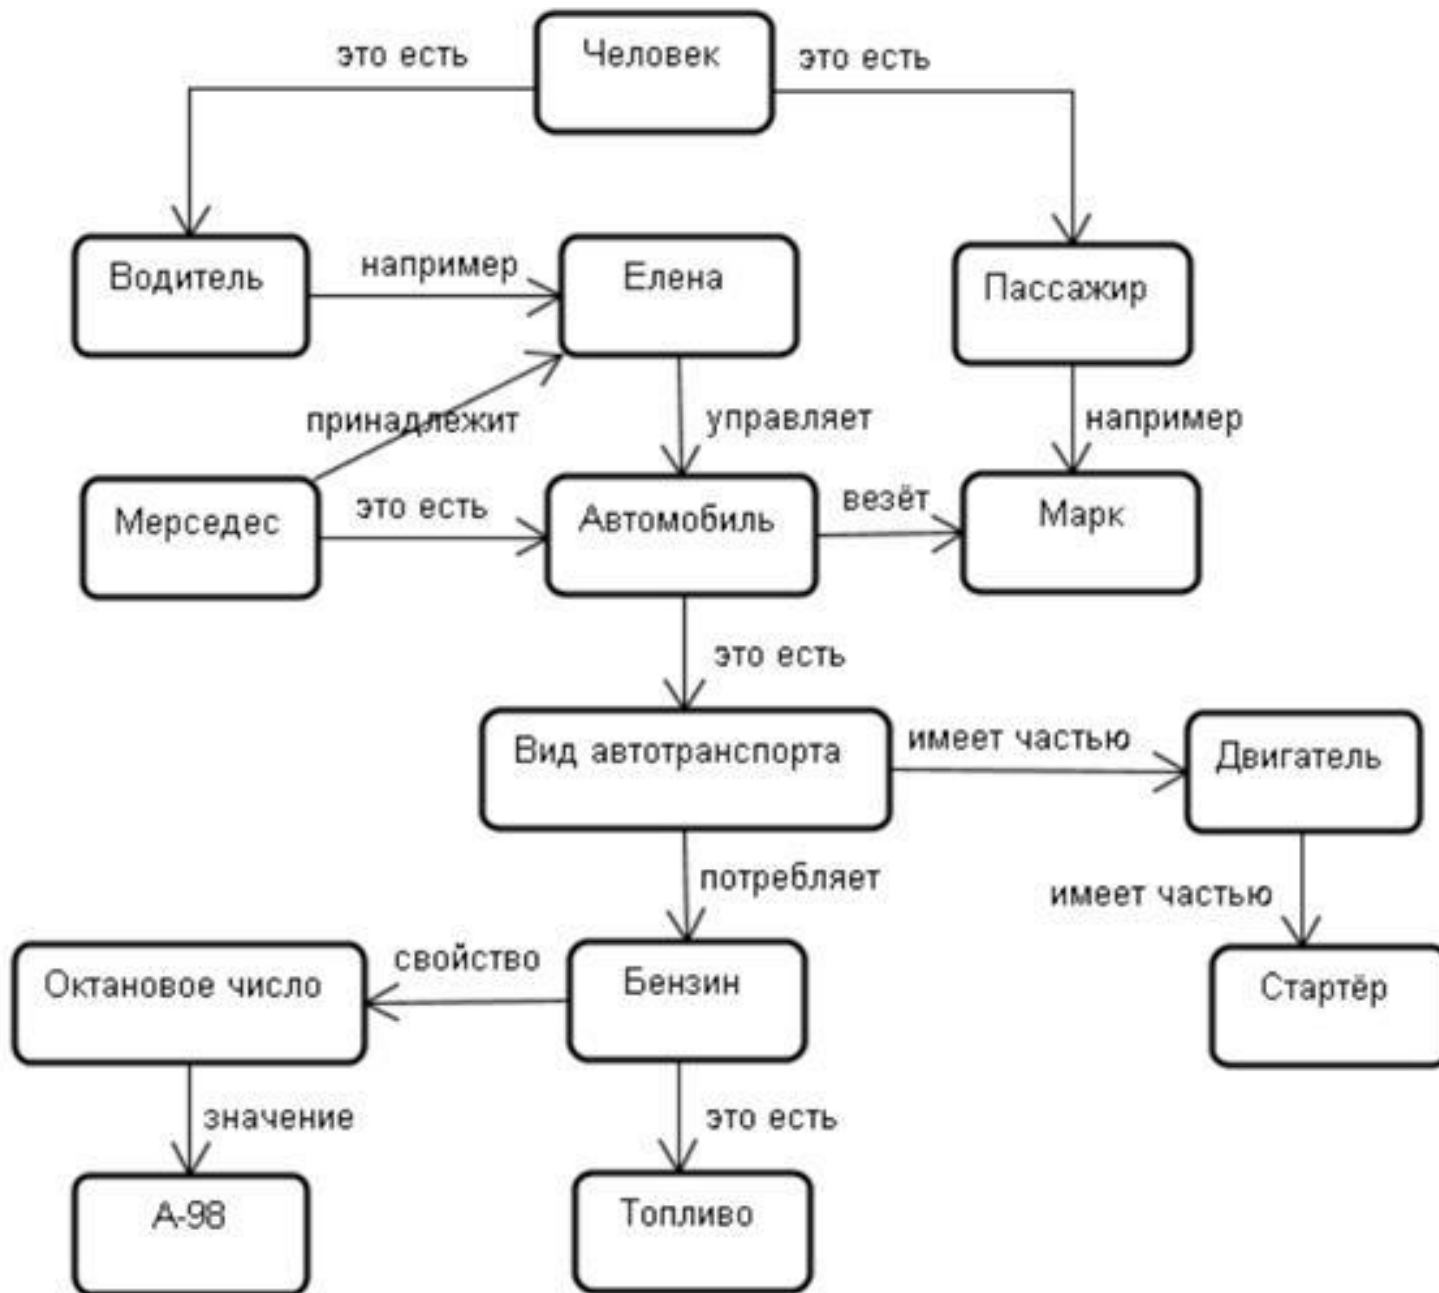 Человек
это есть
это есть
Водитель
например
Елена
Пассажир
принадлежит
управляет
например
Мерседес
это есть
Автомобиль
везёт
Марк
это есть
Вид автотранспорта
имеет частью
Двигатель
потребляет
имеет частью
Октановое число
свойство
Бензин
Стартёр
значение
это есть
А-98
Топливо